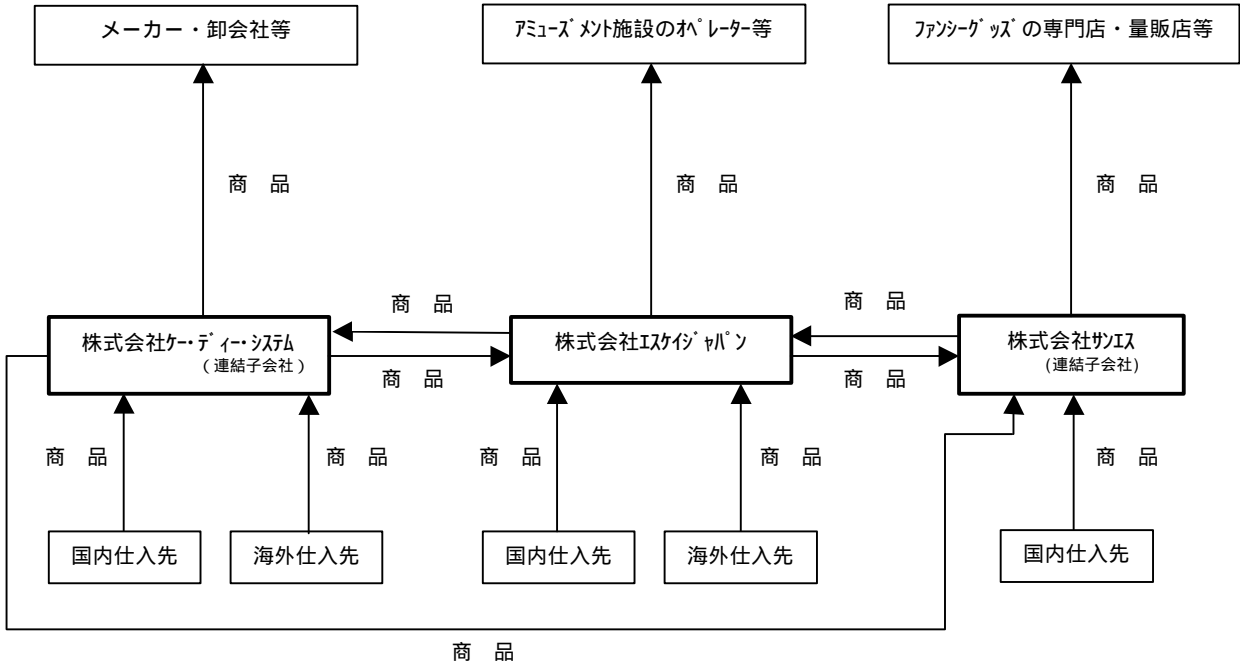 メーカー・卸会社等
ｱﾐｭｰｽﾞﾒﾝﾄ施設のｵﾍﾟﾚｰﾀｰ等
ﾌｧﾝｼｰｸﾞｯｽﾞの専門店・量販店等
商 品
商 品
商 品
商 品
商 品
株式会社ｹｰ･ﾃﾞｨｰ･ｼｽﾃﾑ
（連結子会社）
株式会社ｴｽｹｲｼﾞｬﾊﾟﾝ
株式会社ｻﾝｴｽ
(連結子会社)
商 品
商 品
商 品
商 品
商 品
商 品
商 品
国内仕入先
海外仕入先
国内仕入先
海外仕入先
国内仕入先
商 品